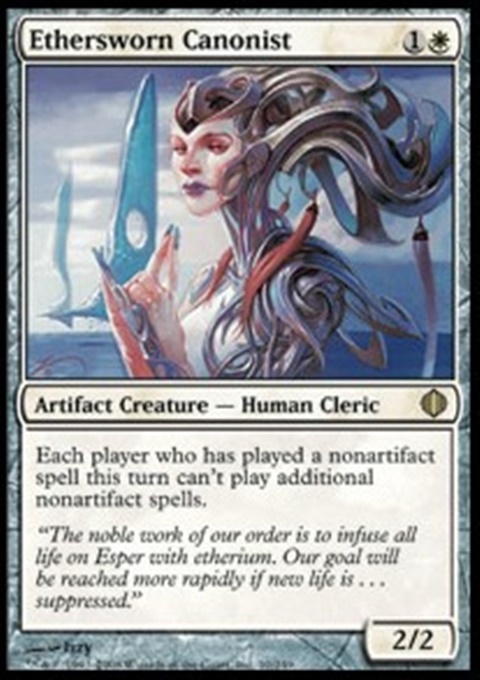 Ethersworn Canonist 1
Artifact Creature — Human Cleric
Each player who has played a nonartifact
spell this turn can't play additional
nonartifact spells.
"The noble work of our order is to infuse all
life on Esper with etherium. Our goal will
be reached more rapidly if new life is . . .
suppressed."
Izzy
2/2